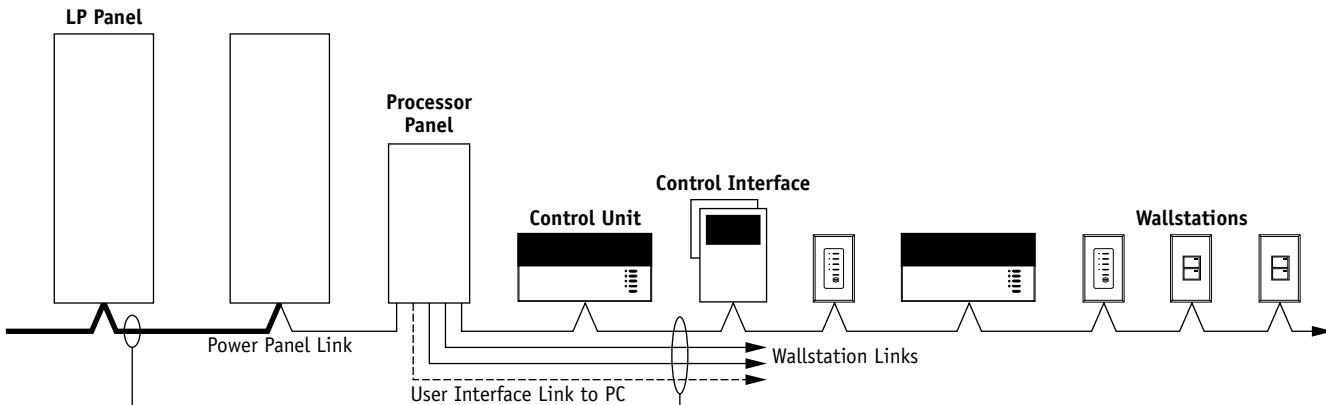 LP Panel
Processor
Panel
Control Interface
Control Unit
Wallstations
Power Panel Link
Wallstation Links
User Interface Link to PC